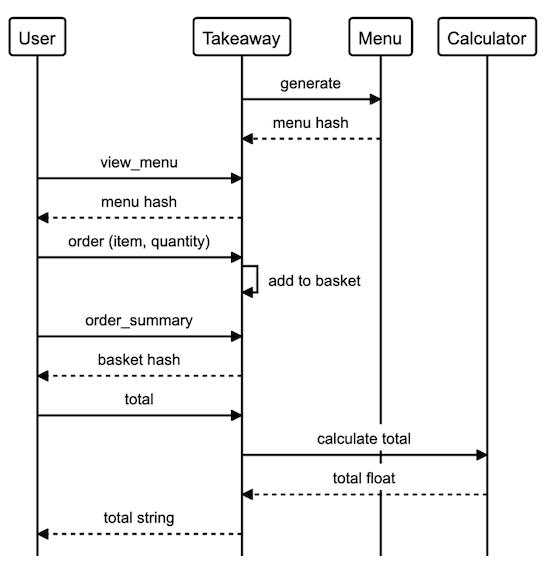 User
Takeaway
Menu
Calculator
generate
menu hash
view_menu
menu hash
order (item, quantity)
add to basket
order_summary
basket hash
total
calculate total
total float
total string